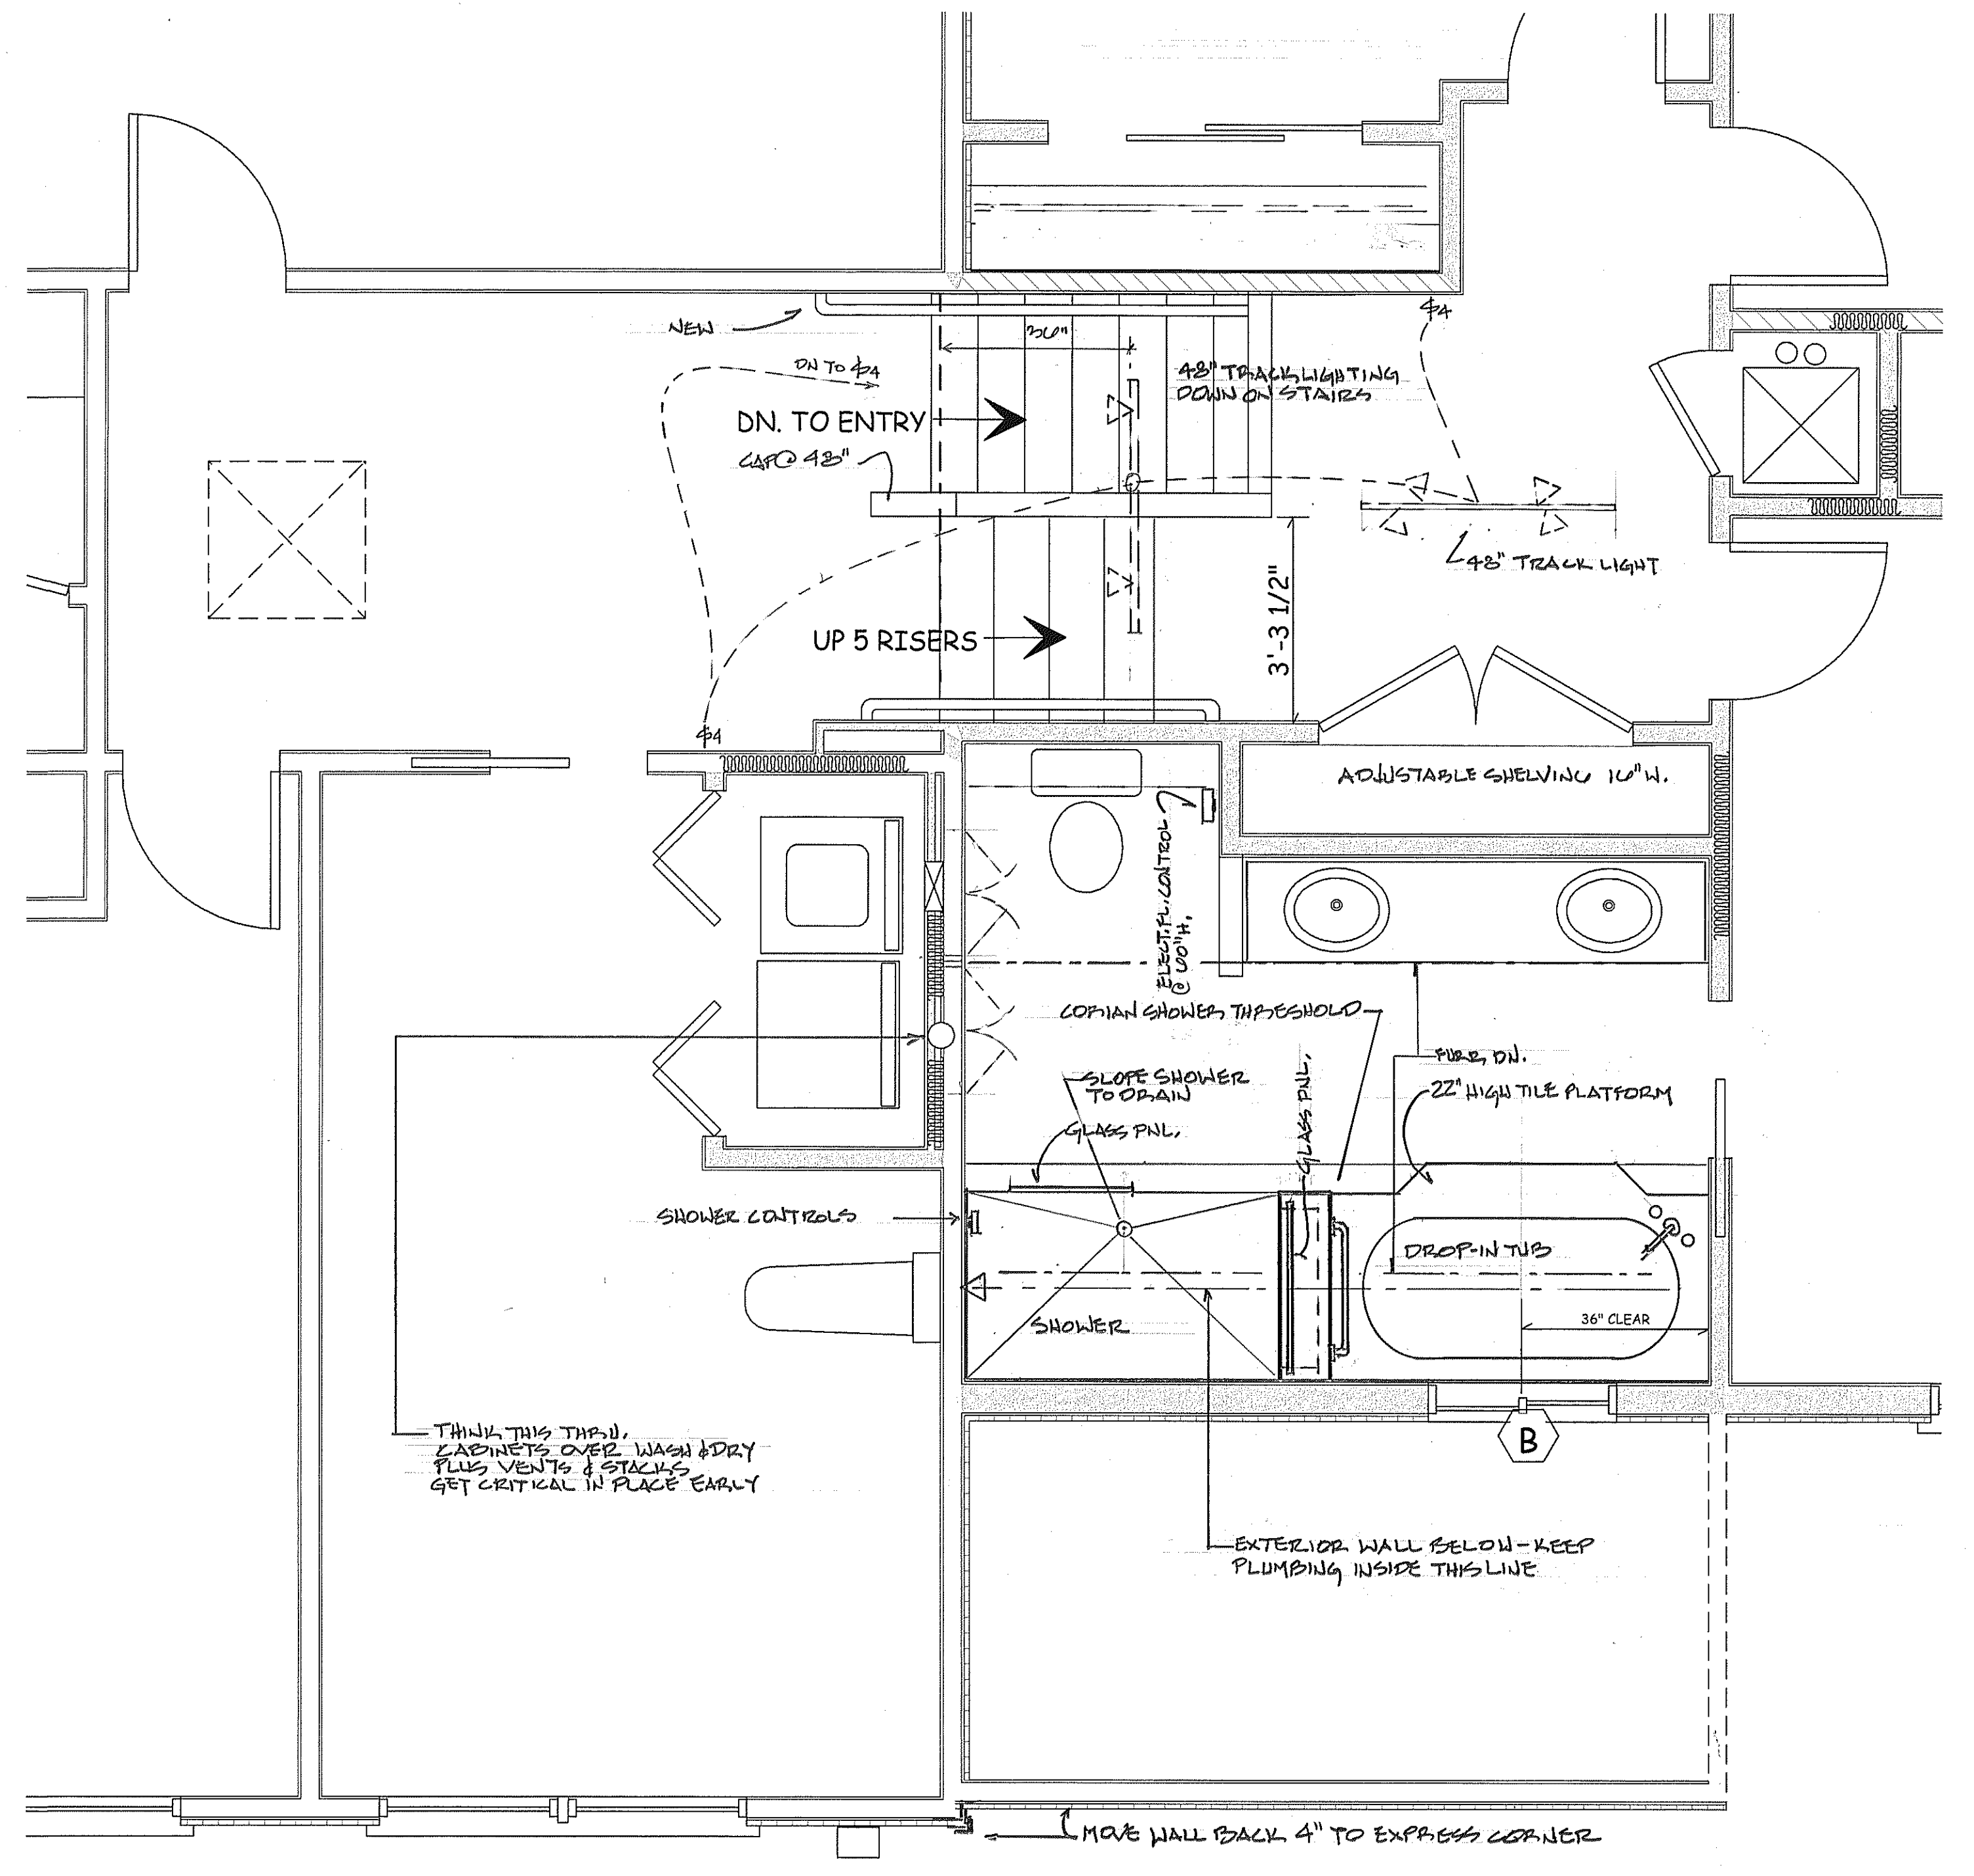 NEW
36"
DN TO $4
$4
48" TRACK LIGHTING
DOWN ON STAIRS
DN. TO ENTRY
CAP @ 48"
48" TRACK LIGHT
3'-3 1/2"
UP 5 RISERS
$4
ADJUSTABLE SHELVING 16" W.
ELECT. FL. CONTROL
@ 60" H.
CORIAN SHOWER THRESHOLD
FURR DN.
SLOPE SHOWER
TO DRAIN
22" HIGH TILE PLATFORM
GLASS PNL.
GLASS PNL.
SHOWER CONTROLS
DROP-IN TUB
SHOWER
36" CLEAR
B
THINK THIS THRU.
CABINETS OVER WASH & DRY
PLUS VENTS & STACKS
GET CRITICAL IN PLACE EARLY
EXTERIOR WALL BELOW - KEEP
PLUMBING INSIDE THIS LINE
MOVE WALL BACK 4" TO EXPRESS CORNER